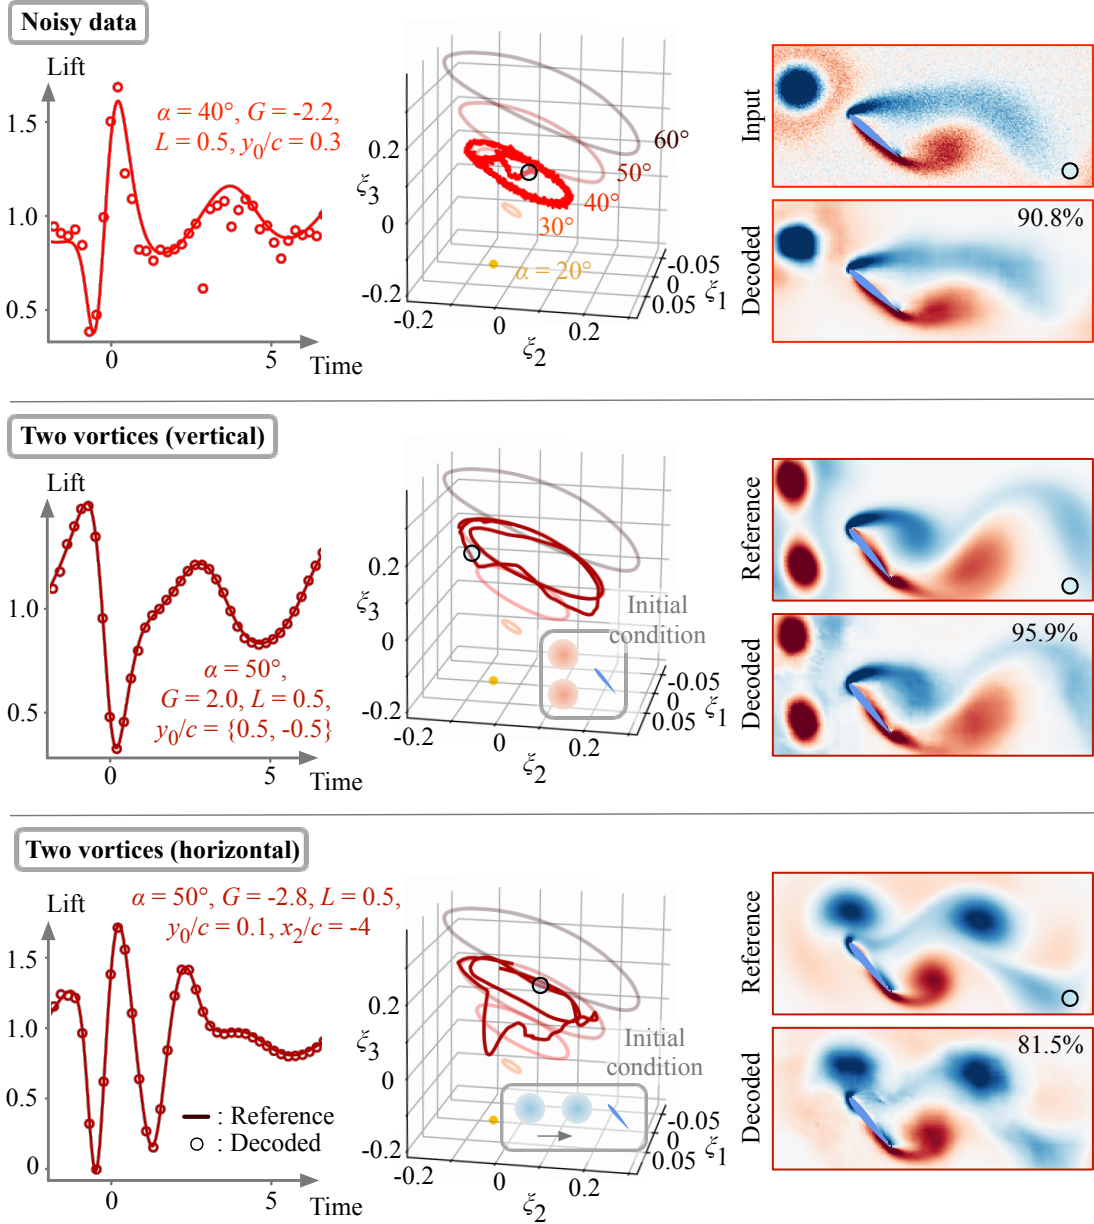 Noisy data
Lift
1.5
1.0
0.5
0
5
Time
α = 40°, G = -2.2,
L = 0.5, y0/c = 0.3
0.2
ξ3
0
-0.2
-0.2
0
0.2
ξ2
-0.05
0
0.05
ξ1
60°
50°
40°
30°
α = 20°
Input
Decoded
90.8%
Two vortices (vertical)
Lift
1.0
0.5
0
5
Time
α = 50°,
G = 2.0, L = 0.5,
y0/c = {0.5, -0.5}
0.2
ξ3
0
-0.2
-0.2
0
0.2
ξ2
-0.05
0
0.05
ξ1
Initial
condition
Reference
Decoded
95.9%
Two vortices (horizontal)
Lift
α = 50°, G = -2.8, L = 0.5,
y0/c = 0.1, x2/c = -4
1.5
1.0
0.5
0
0
5
Time
: Reference
: Decoded
0.2
ξ3
0
-0.2
-0.2
0
0.2
ξ2
-0.05
0
0.05
ξ1
Initial
condition
Reference
Decoded
81.5%